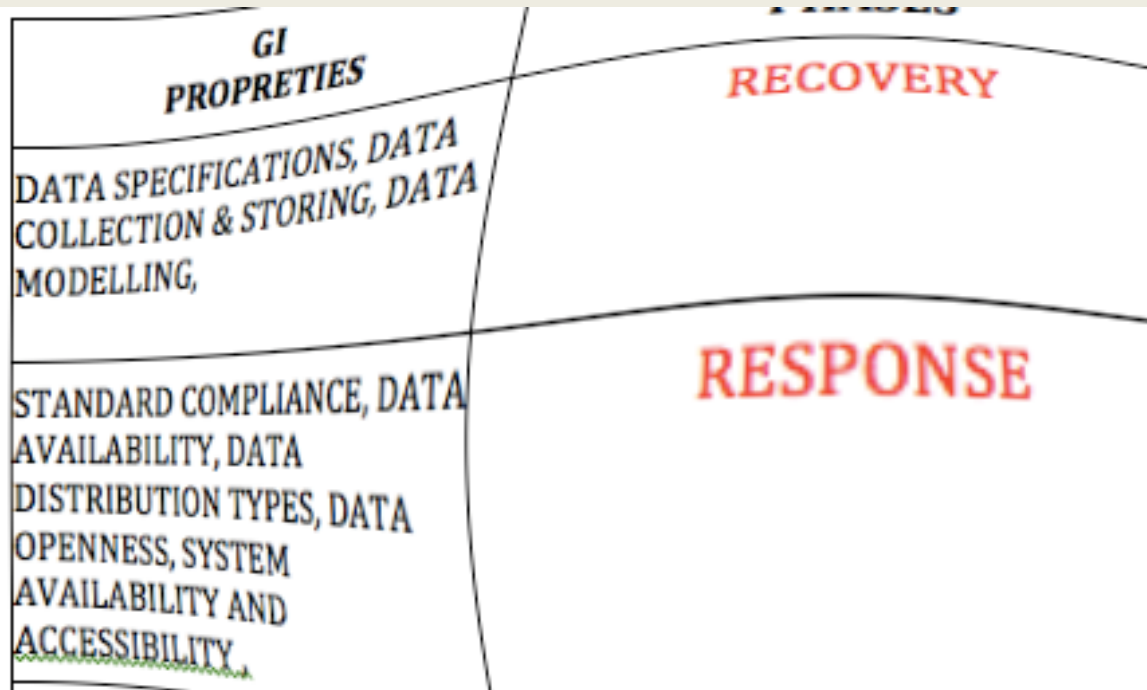 GI
PROPRETIES
RECOVERY
DATA SPECIFICATIONS, DATA
COLLECTION & STORING, DATA
MODELLING,
RESPONSE
STANDARD COMPLIANCE, DATA
AVAILABILITY, DATA
DISTRIBUTION TYPES, DATA
OPENNESS, SYSTEM
AVAILABILITY AND
ACCESSIBILITY ,